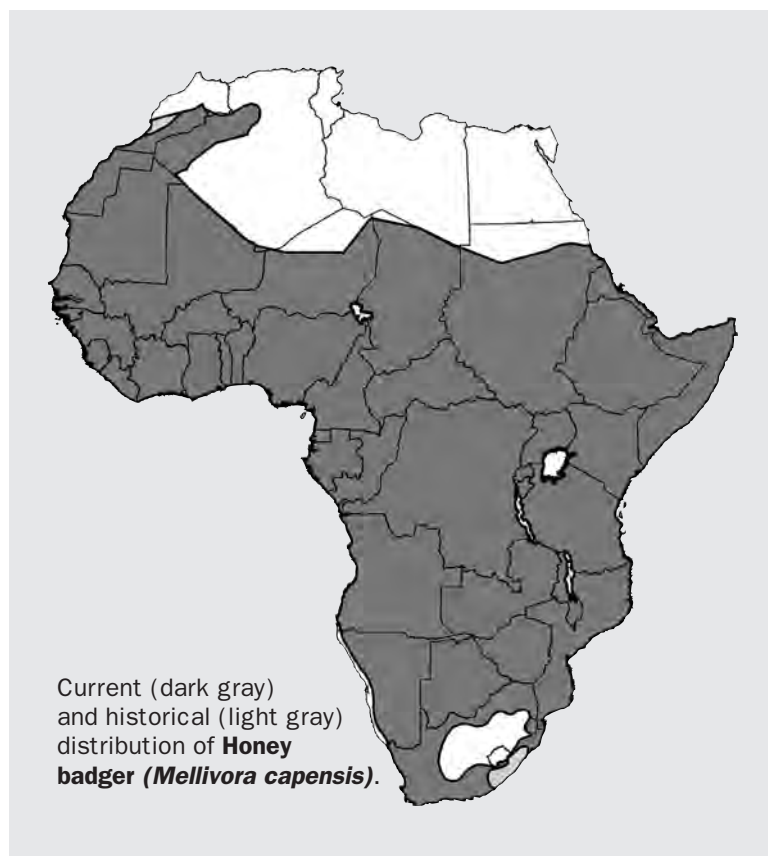 Current (dark gray)
and historical (light gray)
distribution of Honey
badger (Mellivora capensis).